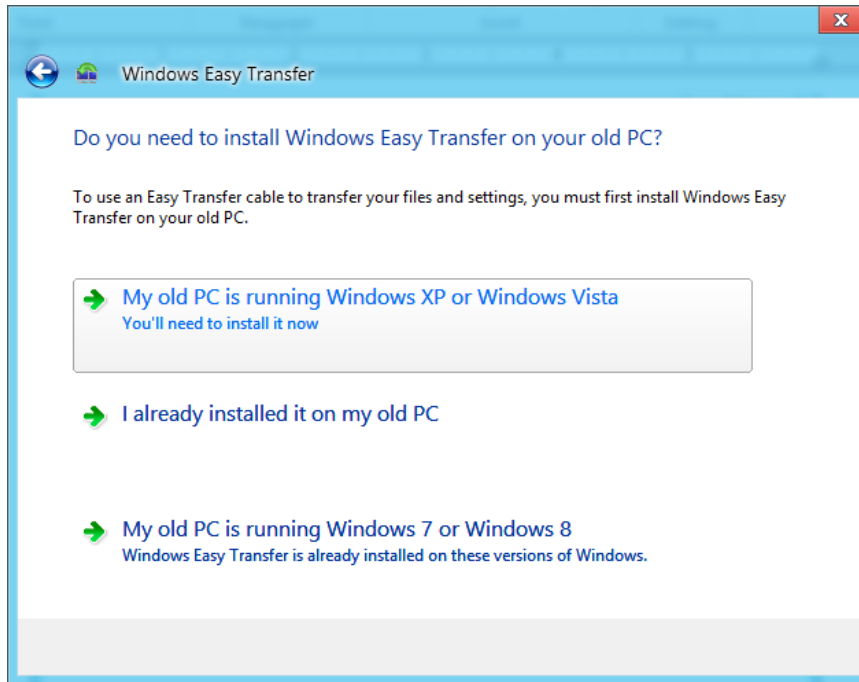 Windows Easy Transfer
Do you need to install Windows Easy Transfer on your old PC?
To use an Easy Transfer cable to transfer your files and settings, you must first install Windows Easy
Transfer on your old PC.
My old PC is running Windows XP or Windows Vista
You'll need to install it now
I already installed it on my old PC
My old PC is running Windows 7 or Windows 8
Windows Easy Transfer is already installed on these versions of Windows.